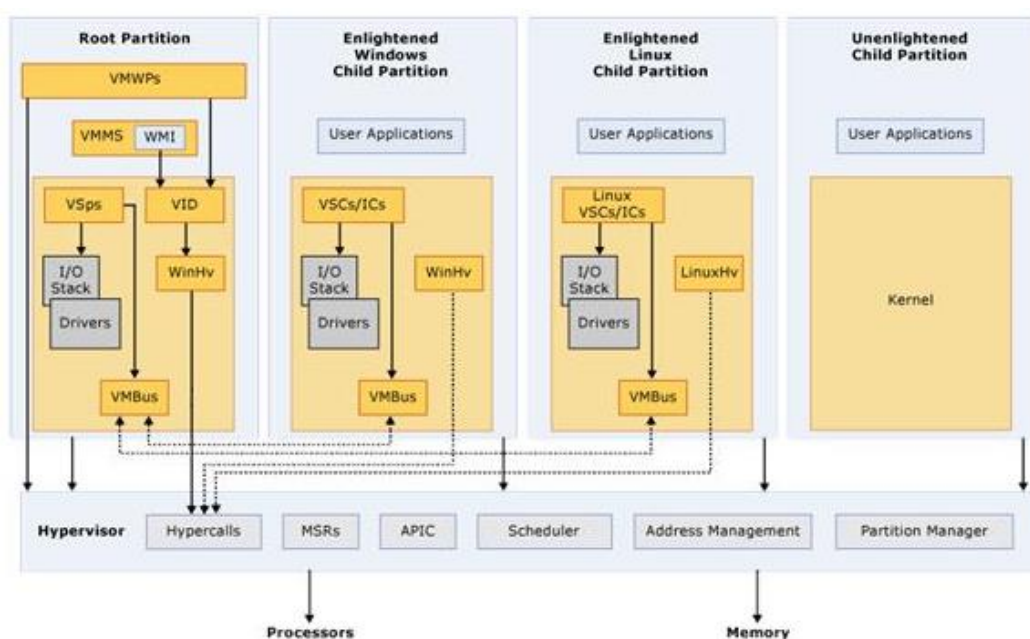 Root Partition
VMWPs
VMMS
WMI
VSps
VID
I/O
Stack
WinHv
Drivers
VMBus
Enlightened
Windows
Child Partition
User Applications
VSCs/ICs
I/O
Stack
WinHv
Drivers
VMBus
Enlightened
Linux
Child Partition
User Applications
Linux
VSCs/ICs
I/O
Stack
LinuxHv
Drivers
VMBus
Unenlightened
Child Partition
User Applications
Kernel
Hypervisor
Hypercalls
MSRs
APIC
Scheduler
Address Management
Partition Manager
Processors
Memory